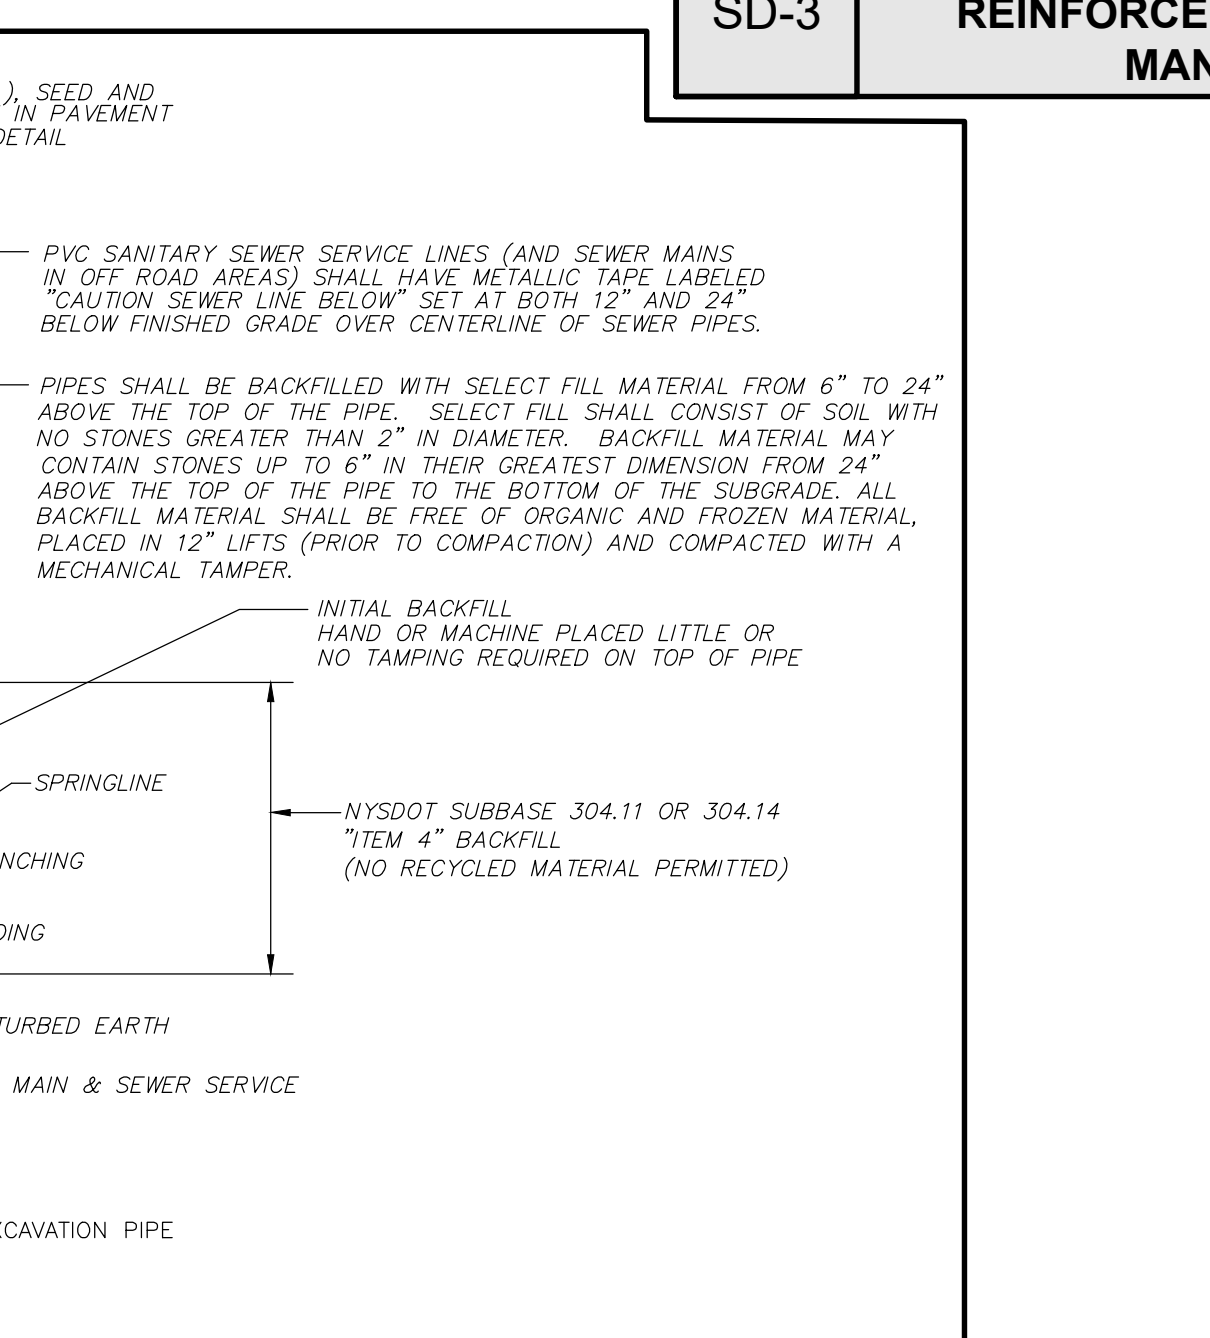 SD-3
), SEED AND
IN PAVEMENT
DETAIL
PVC SANITARY SEWER SERVICE LINES (AND SEWER MAINS
IN OFF ROAD AREAS) SHALL HAVE METALLIC TAPE LABELED
"CAUTION SEWER LINE BELOW" SET AT BOTH 12" AND 24"
BELOW FINISHED GRADE OVER CENTERLINE OF SEWER PIPES.
PIPES SHALL BE BACKFILLED WITH SELECT FILL MATERIAL FROM 6" TO 24"
ABOVE THE TOP OF THE PIPE. SELECT FILL SHALL CONSIST OF SOIL WITH
NO STONES GREATER THAN 2" IN DIAMETER. BACKFILL MATERIAL MAY
CONTAIN STONES UP TO 6" IN THEIR GREATEST DIMENSION FROM 24"
ABOVE THE TOP OF THE PIPE TO THE BOTTOM OF THE SUBGRADE. ALL
BACKFILL MATERIAL SHALL BE FREE OF ORGANIC AND FROZEN MATERIAL,
PLACED IN 12" LIFTS (PRIOR TO COMPACTION) AND COMPACTED WITH A
MECHANICAL TAMPER.
INITIAL BACKFILL
HAND OR MACHINE PLACED LITTLE OR
NO TAMPING REQUIRED ON TOP OF PIPE
SPRINGLINE
NYSDOT SUBBASE 304.11 OR 304.14
"ITEM 4" BACKFILL
(NO RECYCLED MATERIAL PERMITTED)
NCHING
DING
TURBED EARTH
MAIN & SEWER SERVICE
XCAVATION PIPE
REINFORCE
MAN